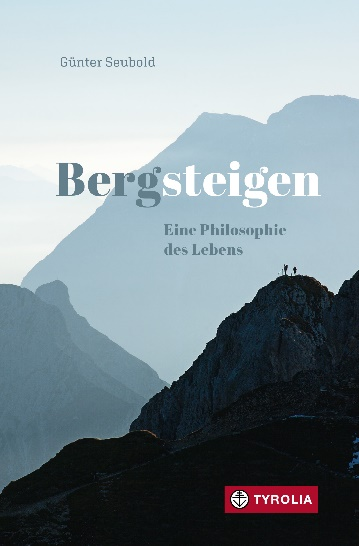 Günter Seubold
Bergsteigen
Eine Philosophie
des Lebens
TYROLIA